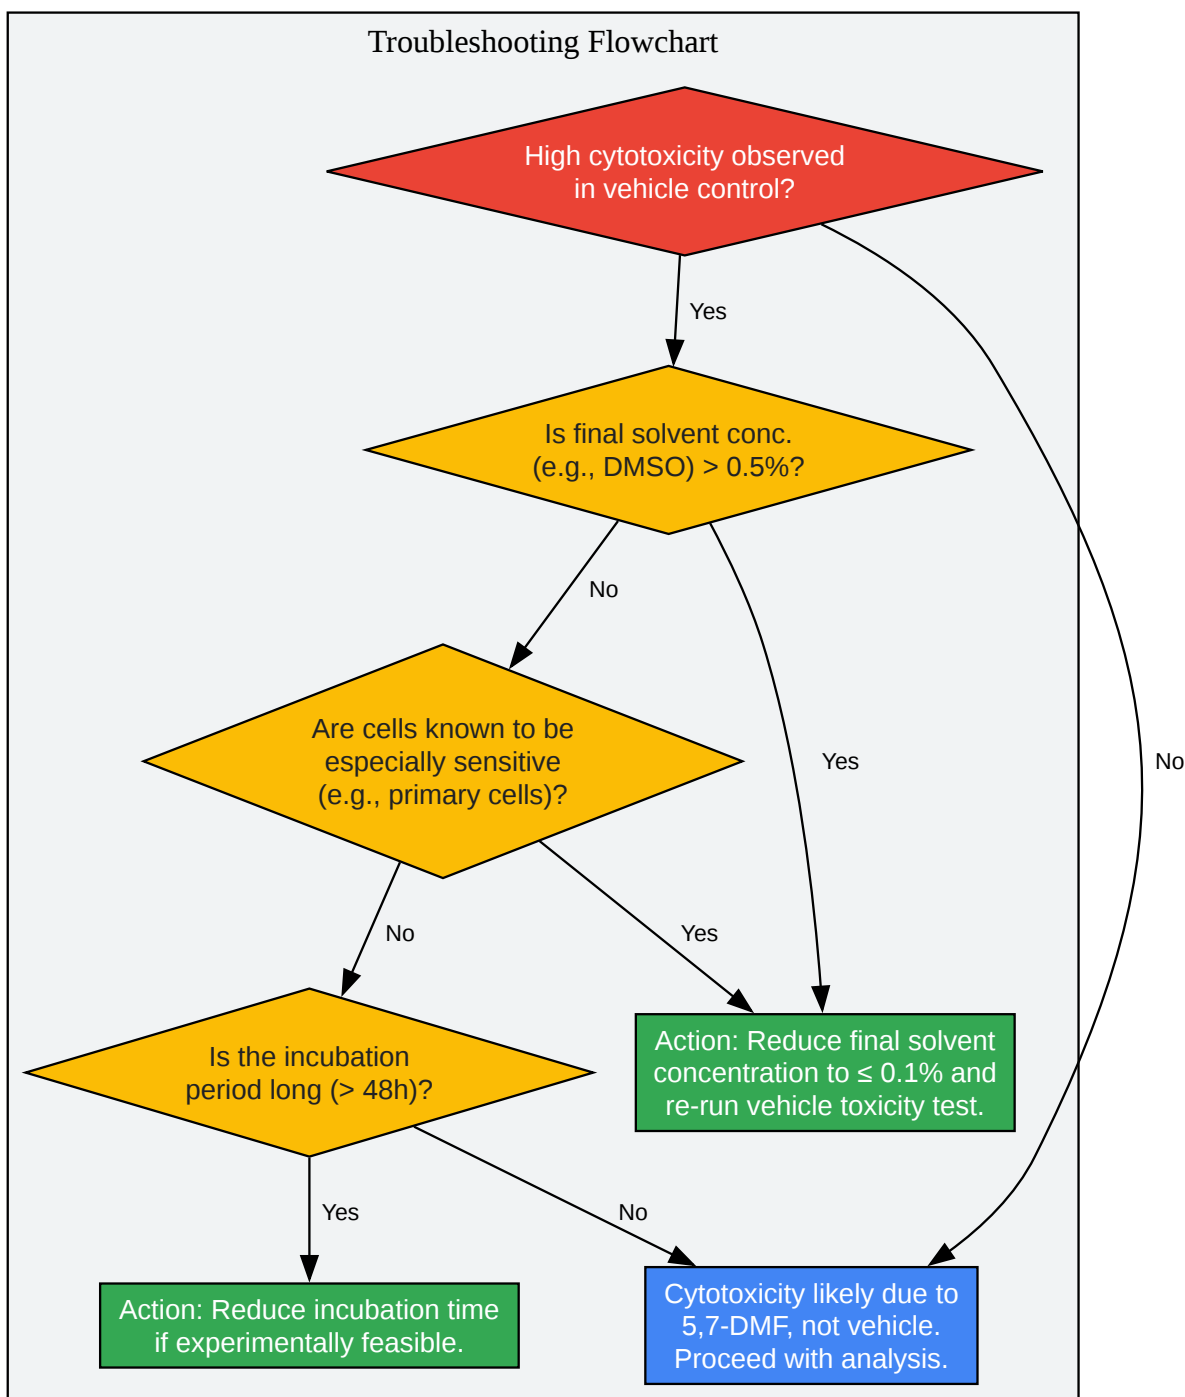 Troubleshooting Flowchart
High cytotoxicity observed
in vehicle control?
Yes
Is final solvent conc.
(e.g., DMSO) > 0.5%?
No
Are cells known to be
especially sensitive
(e.g., primary cells)?
Yes
No
No
Yes
Is the incubation
period long (> 48h)?
Action: Reduce final solvent
concentration to ≤ 0.1% and
re-run vehicle toxicity test.
Yes
No
Action: Reduce incubation time
if experimentally feasible.
Cytotoxicity likely due to
5,7-DMF, not vehicle.
Proceed with analysis.